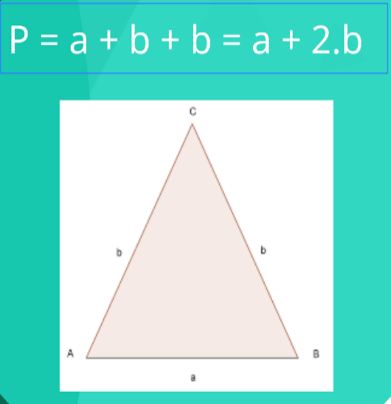 P = a + b + b = a + 2.b
C
b
b
A
B
a